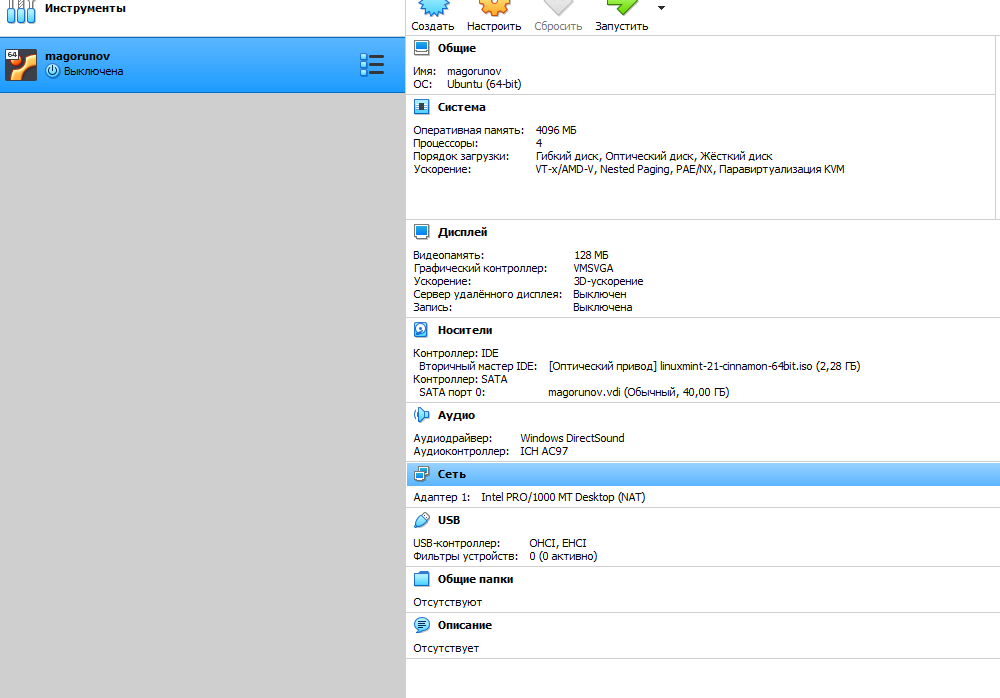 Инструменты
64
magorunov
Выключена
Создать Настроить Сбросить Запустить
Общие
Имя: magorunov
ОС: Ubuntu (64-bit)
Система
Оперативная память: 4096 МБ
Процессоры: 4
Порядок загрузки: Гибкий диск, Оптический диск, Жёсткий диск
Ускорение: VT-x/AMD-V, Nested Paging, PAE/NX, Паравиртуализация KVM
Дисплей
Видеопамять: 128 МБ
Графический контроллер: VMSVGA
Ускорение: 3D-ускорение
Сервер удалённого дисплея: Выключен
Запись: Выключена
Носители
Контроллер: IDE
Вторичный мастер IDE: [Оптический привод] linuxmint-21-cinnamon-64bit.iso (2,28 ГБ)
Контроллер: SATA
SATA порт 0: magorunov.vdi (Обычный, 40,00 ГБ)
Аудио
Аудиодрайвер: Windows DirectSound
Аудиоконтроллер: ICH AC97
Сеть
Адаптер 1: Intel PRO/1000 MT Desktop (NAT)
USB
USB-контроллер: OHCI, EHCI
Фильтры устройств: 0 (0 активно)
Общие папки
Отсутствуют
Описание
Отсутствует